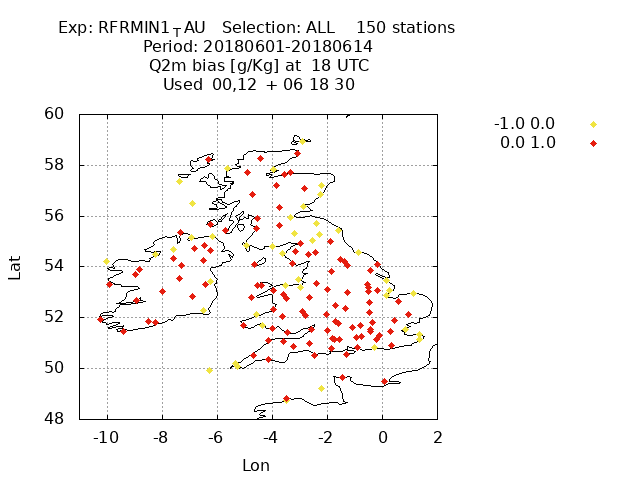 Exp: RFRMIN1_TAU Selection: ALL 150 stations
Period: 20180601-20180614
Q2m bias [g/Kg] at 18 UTC
Used 00,12 + 06 18 30
-1.0 0.0
0.0 1.0
60
58
56
54
52
50
48
Lat
-10 -8 -6 -4 -2 0 2
Lon